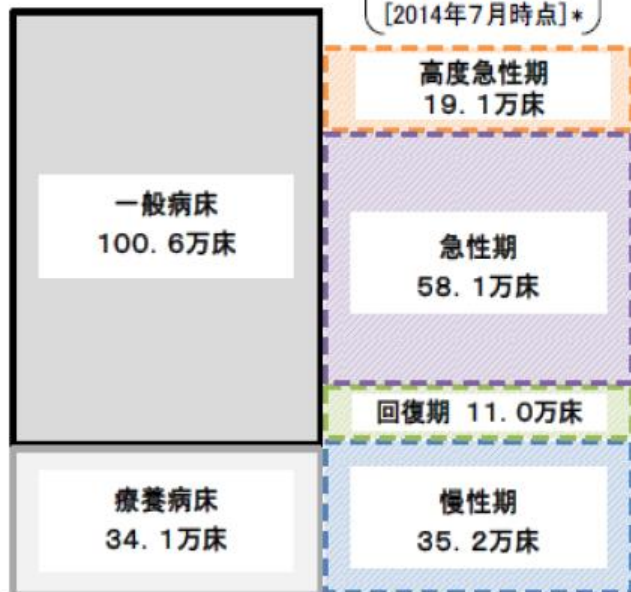 [2014年7月時点]*
高度急性期
19.1万床
一般病床
100.6万床
急性期
58.1万床
回復期 11.0万床
療養病床
34.1万床
慢性期
35.2万床